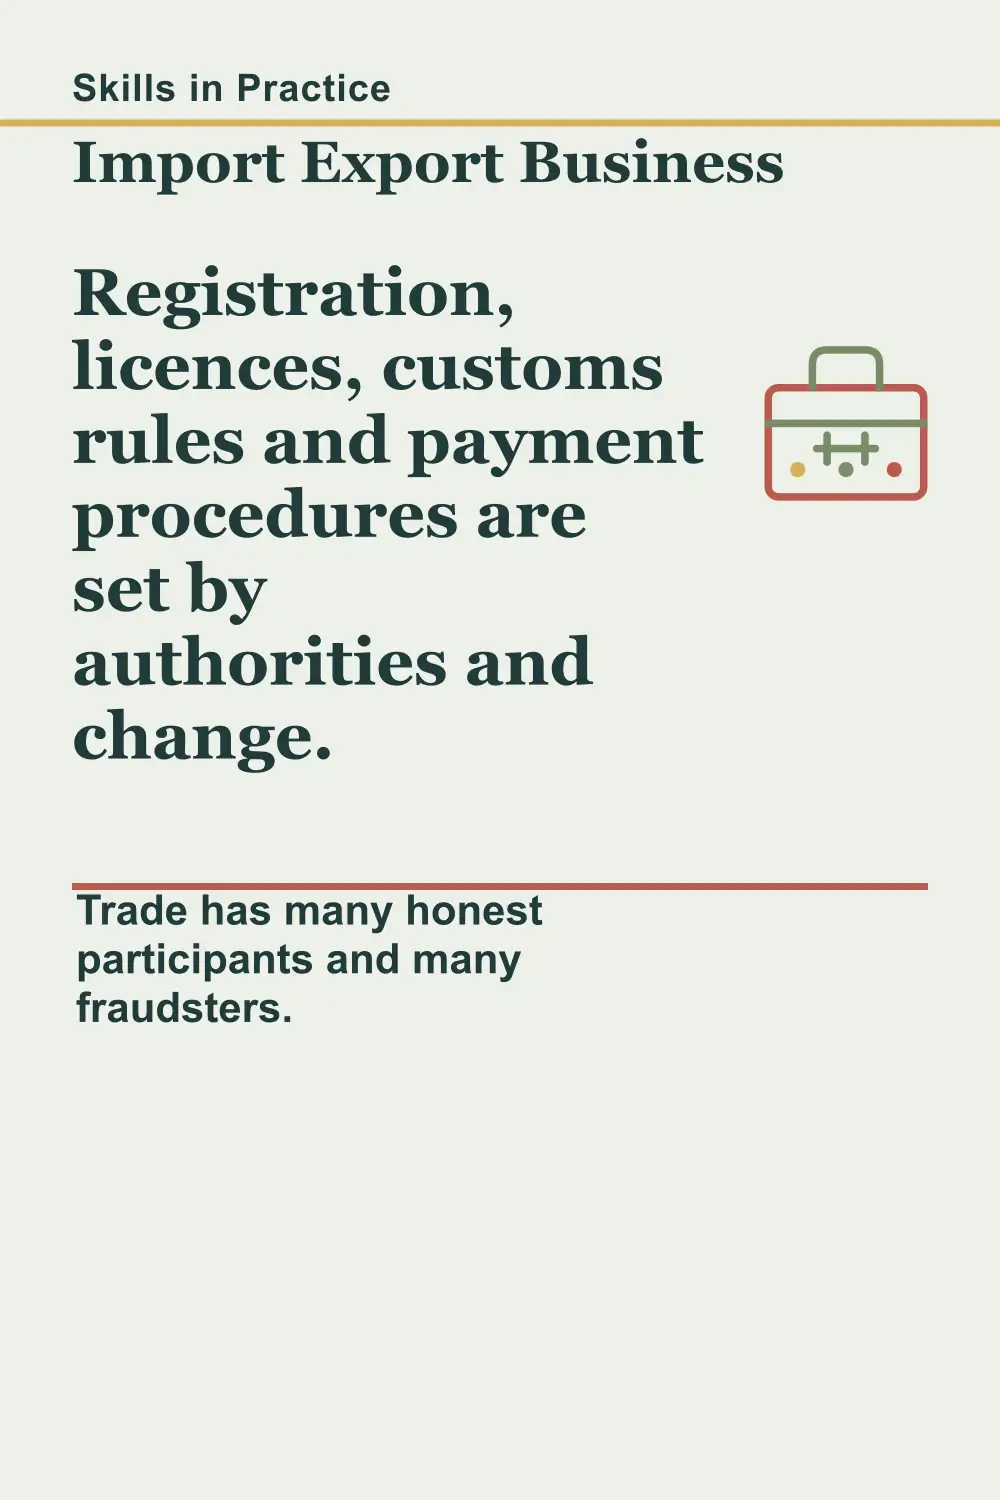 Skills in Practice
Import Export Business
Registration,
licences, customs
rules and payment
procedures are
set by
authorities and
change.
Trade has many honest
participants and many
fraudsters.